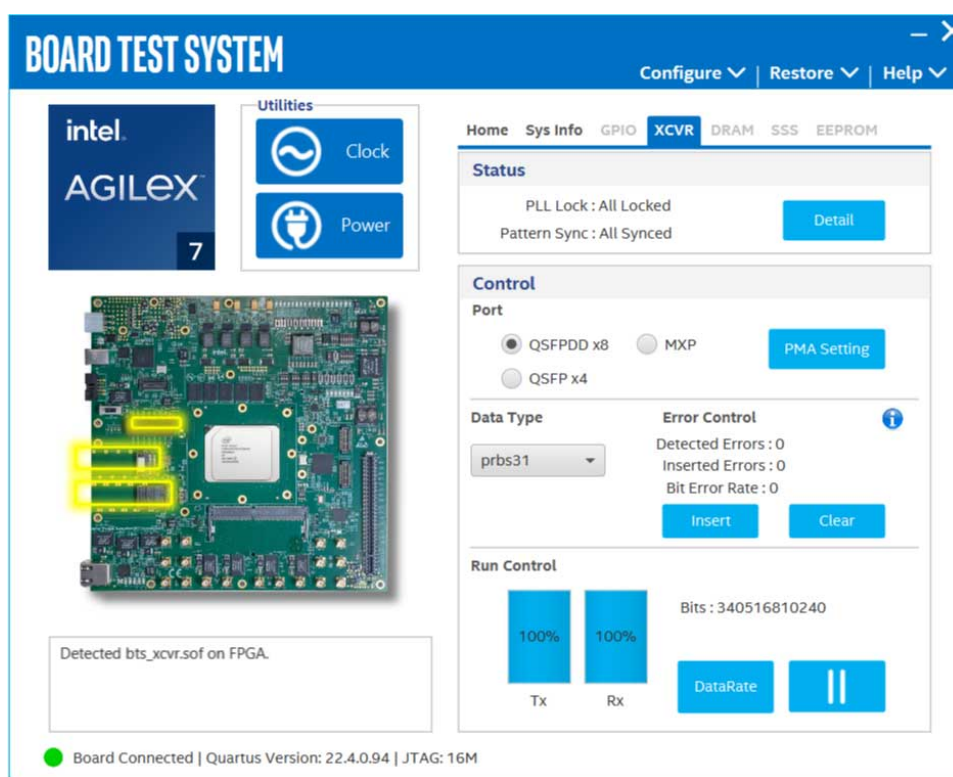 BOARD TEST SYSTEM
Configure | Restore | Help
intel.
AGILEX™
7
Utilities
Clock
Power
Home Sys Info GPIO XCVR DRAM SSS EEPROM
Status
PLL Lock : All Locked
Pattern Sync : All Synced
Detail
Control
Port
QSFPDD x8 MXP
QSFP x4
PMA Setting
Data Type
prbs31
Error Control
Detected Errors : 0
Inserted Errors : 0
Bit Error Rate : 0
Insert Clear
Run Control
100% 100%
Tx Rx
Bits : 340516810240
DataRate
Detected bts_xcvr.sof on FPGA.
Board Connected | Quartus Version: 22.4.0.94 | JTAG: 16M